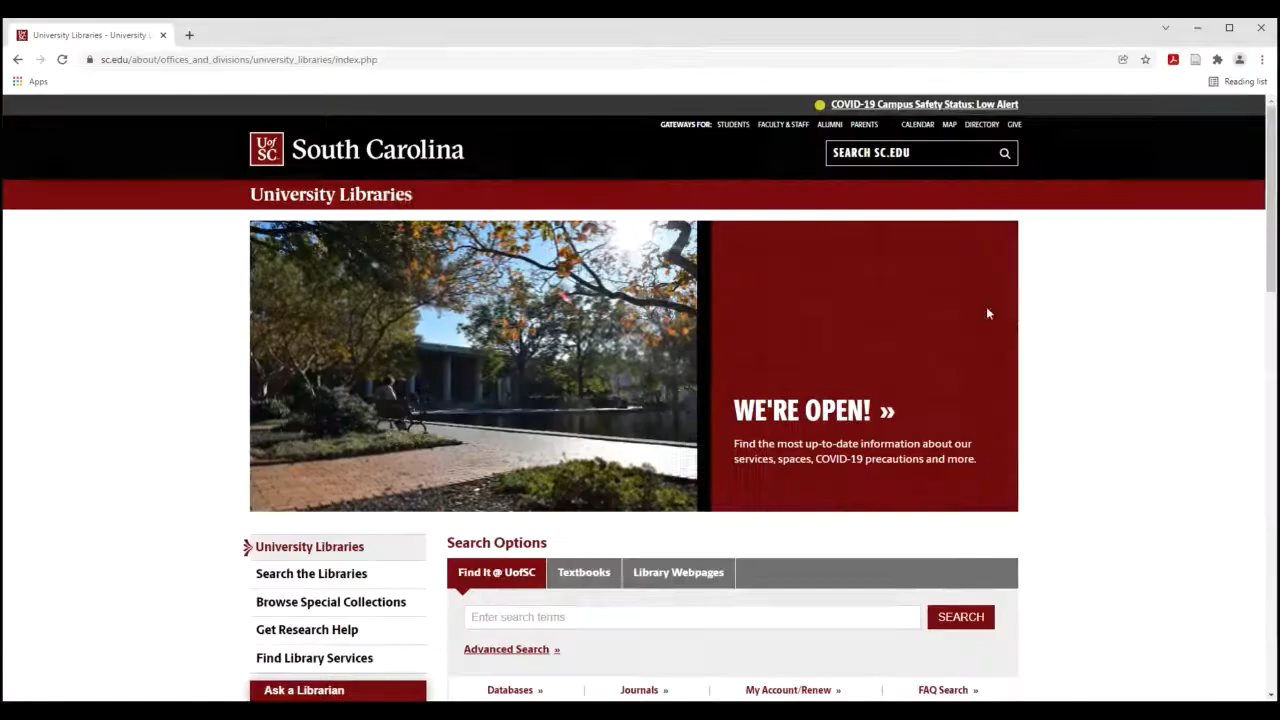 University Libraries - University
sc.edu/about/offices_and_divisions/university_libraries/index.php
Apps
Reading list
COVID-19 Campus Safety Status: Low Alert
GATEWAYS FOR: STUDENTS FACULTY & STAFF ALUMNI PARENTS CALENDAR MAP DIRECTORY GIVE
UofSC South Carolina
SEARCH SC.EDU
University Libraries
WE'RE OPEN! »
Find the most up-to-date information about our
services, spaces, COVID-19 precautions and more.
University Libraries
Search the Libraries
Browse Special Collections
Get Research Help
Find Library Services
Ask a Librarian
Search Options
Find It @ UofSC Textbooks Library Webpages
Enter search terms
SEARCH
Advanced Search »
Databases » Journals » My Account/Renew » FAQ Search »